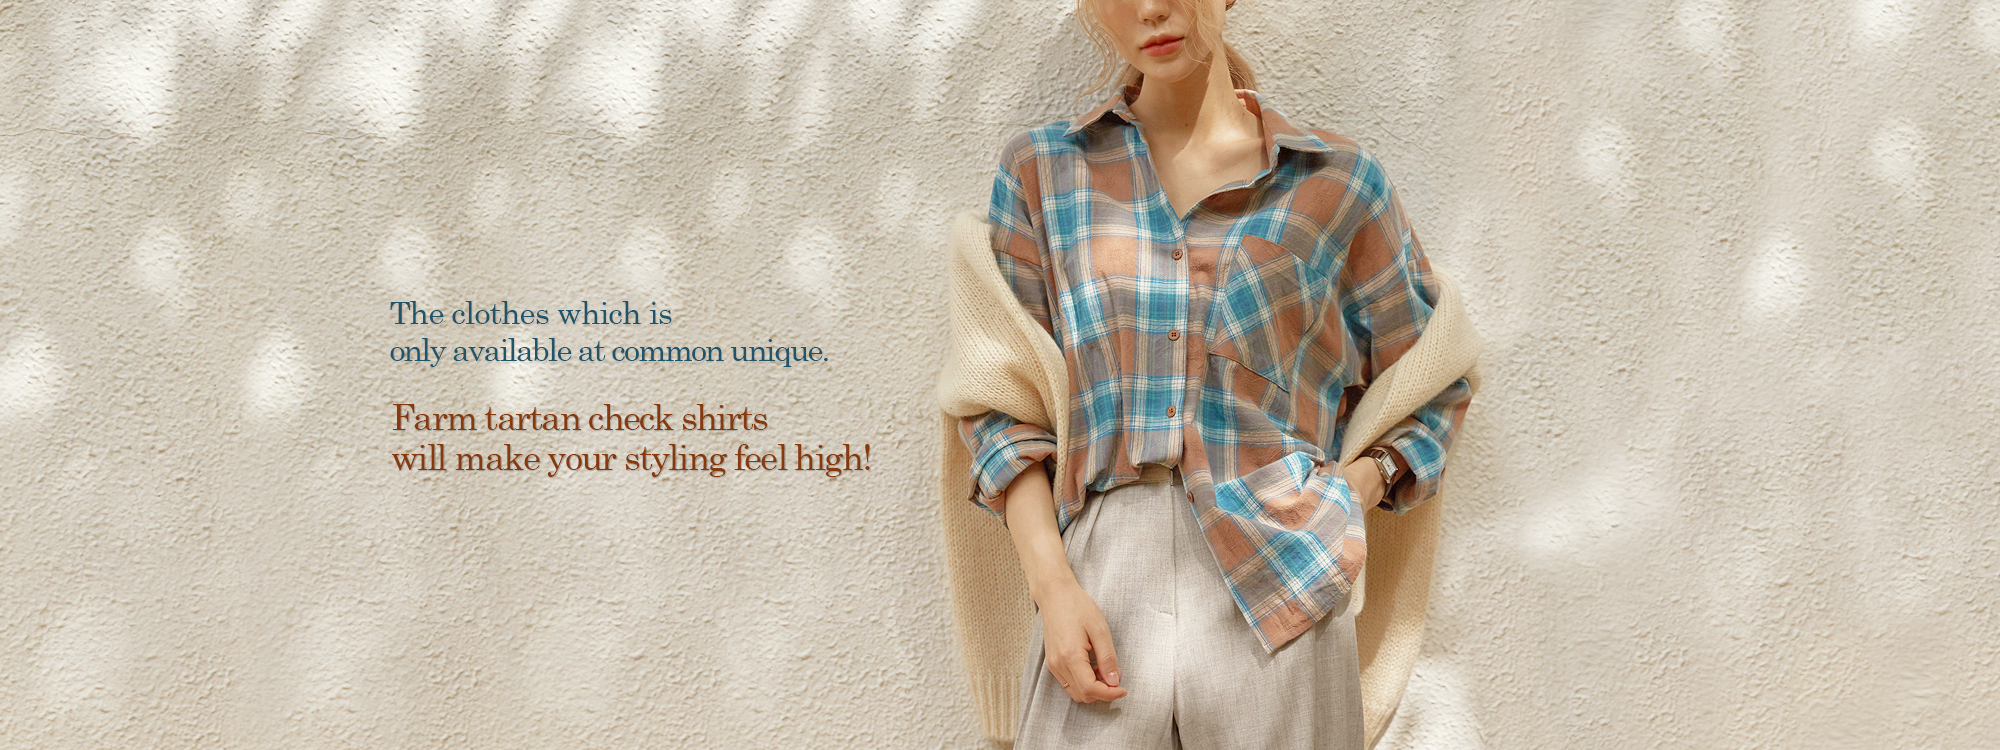 The clothes which is
only available at common unique.
Farm tartan check shirts
will make your styling feel high!